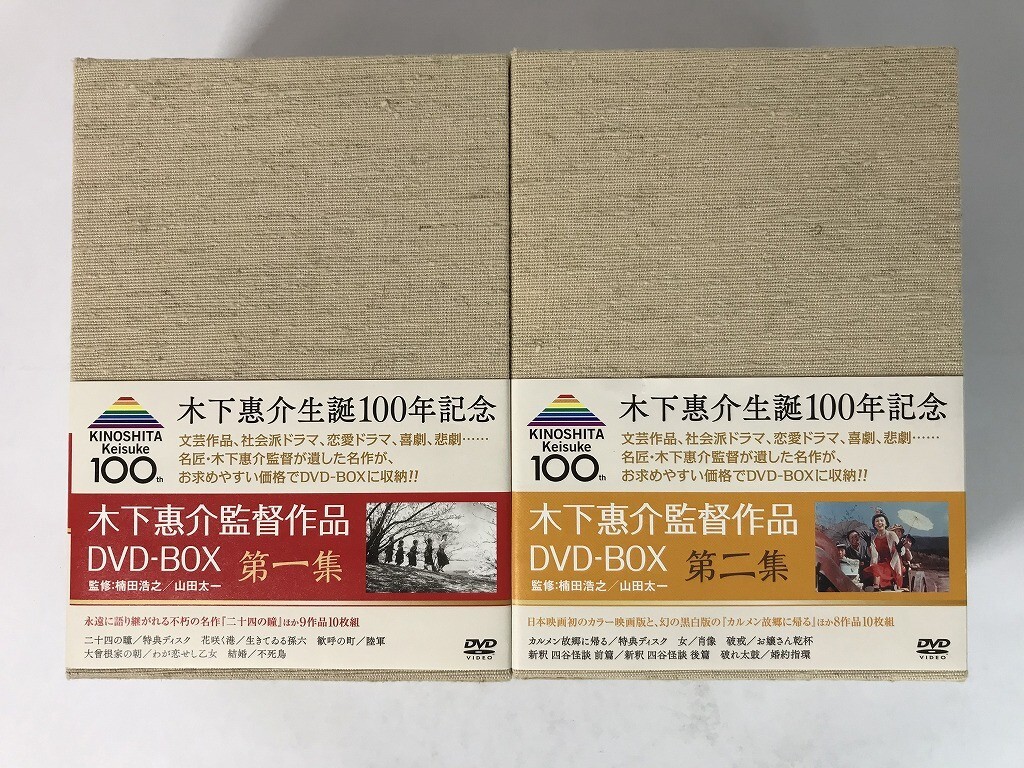 KINOSHITA
Keisuke
100th
木下惠介生誕100年記念
文芸作品、社会派ドラマ、恋愛ドラマ、喜劇、悲劇……
名匠・木下惠介監督が遺した名作が、
お求めやすい価格でDVD-BOXに収納!!
木下惠介監督作品
DVD-BOX 第一集
監修:楠田浩之/山田太一
永遠に語り継がれる不朽の名作『二十四の瞳』ほか9作品10枚組
二十四の瞳/特典ディスク 花咲く港/生きてゐる孫六 歓呼の町/陸軍
大曾根家の朝/わが恋せし乙女 結婚/不死鳥
DVD
VIDEO
KINOSHITA
Keisuke
100th
木下惠介生誕100年記念
文芸作品、社会派ドラマ、恋愛ドラマ、喜劇、悲劇……
名匠・木下惠介監督が遺した名作が、
お求めやすい価格でDVD-BOXに収納!!
木下惠介監督作品
DVD-BOX 第二集
監修:楠田浩之/山田太一
日本映画初のカラー映画版と、幻の黒白版の『カルメン故郷に帰る』ほか8作品10枚組
カルメン故郷に帰る/特典ディスク 女/肖像 破戒/お嬢さん乾杯
新釈 四谷怪談 前篇/新釈 四谷怪談 後篇 破れ太鼓/婚約指環
DVD
VIDEO